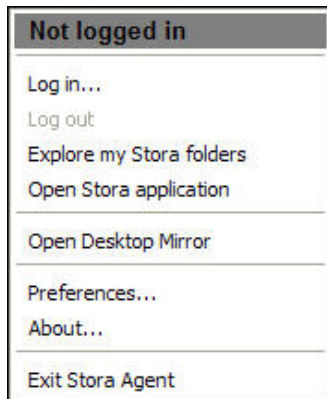 Not logged in
Log in...
Log out
Explore my Stora folders
Open Stora application
Open Desktop Mirror
Preferences...
About...
Exit Stora Agent